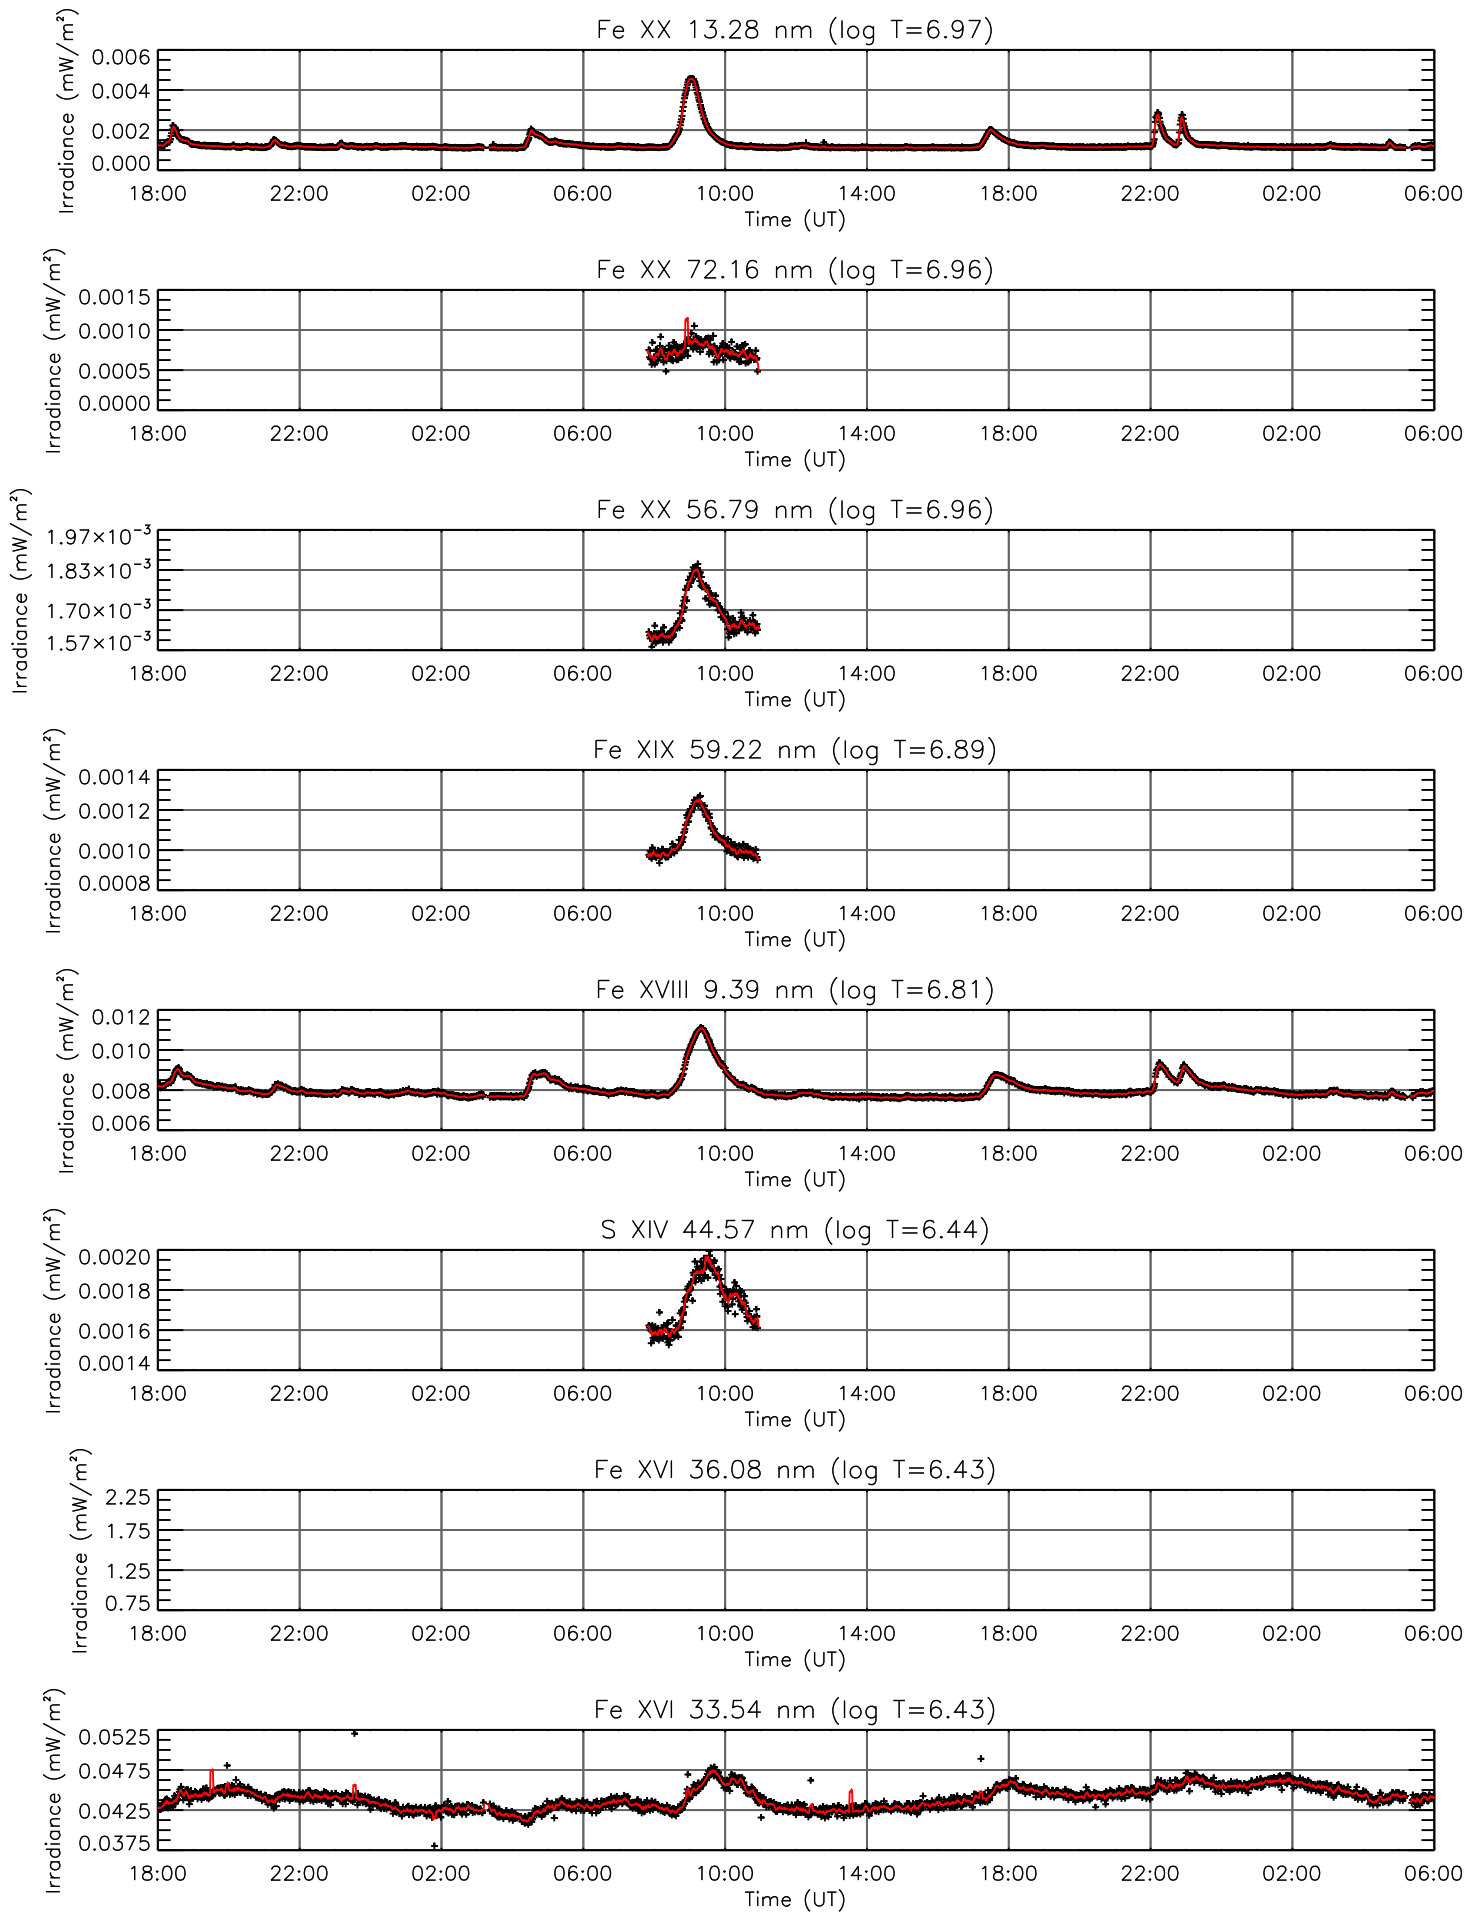 Fe XX 13.28 nm (log T=6.97)
Irradiance (mW/m²)
0.006
0.004
0.002
0.000
18:00 22:00 02:00 06:00 10:00 14:00 18:00 22:00 02:00 06:00
Time (UT)
Fe XX 72.16 nm (log T=6.96)
Irradiance (mW/m²)
0.0015
0.0010
0.0005
0.0000
18:00 22:00 02:00 06:00 10:00 14:00 18:00 22:00 02:00 06:00
Time (UT)
Fe XX 56.79 nm (log T=6.96)
Irradiance (mW/m²)
1.97×10⁻³
1.83×10⁻³
1.70×10⁻³
1.57×10⁻³
18:00 22:00 02:00 06:00 10:00 14:00 18:00 22:00 02:00 06:00
Time (UT)
Fe XIX 59.22 nm (log T=6.89)
Irradiance (mW/m²)
0.0014
0.0012
0.0010
0.0008
18:00 22:00 02:00 06:00 10:00 14:00 18:00 22:00 02:00 06:00
Time (UT)
Fe XVIII 9.39 nm (log T=6.81)
Irradiance (mW/m²)
0.012
0.010
0.008
0.006
18:00 22:00 02:00 06:00 10:00 14:00 18:00 22:00 02:00 06:00
Time (UT)
S XIV 44.57 nm (log T=6.44)
Irradiance (mW/m²)
0.0020
0.0018
0.0016
0.0014
18:00 22:00 02:00 06:00 10:00 14:00 18:00 22:00 02:00 06:00
Time (UT)
Fe XVI 36.08 nm (log T=6.43)
Irradiance (mW/m²)
2.25
1.75
1.25
0.75
18:00 22:00 02:00 06:00 10:00 14:00 18:00 22:00 02:00 06:00
Time (UT)
Fe XVI 33.54 nm (log T=6.43)
Irradiance (mW/m²)
0.0525
0.0475
0.0425
0.0375
18:00 22:00 02:00 06:00 10:00 14:00 18:00 22:00 02:00 06:00
Time (UT)